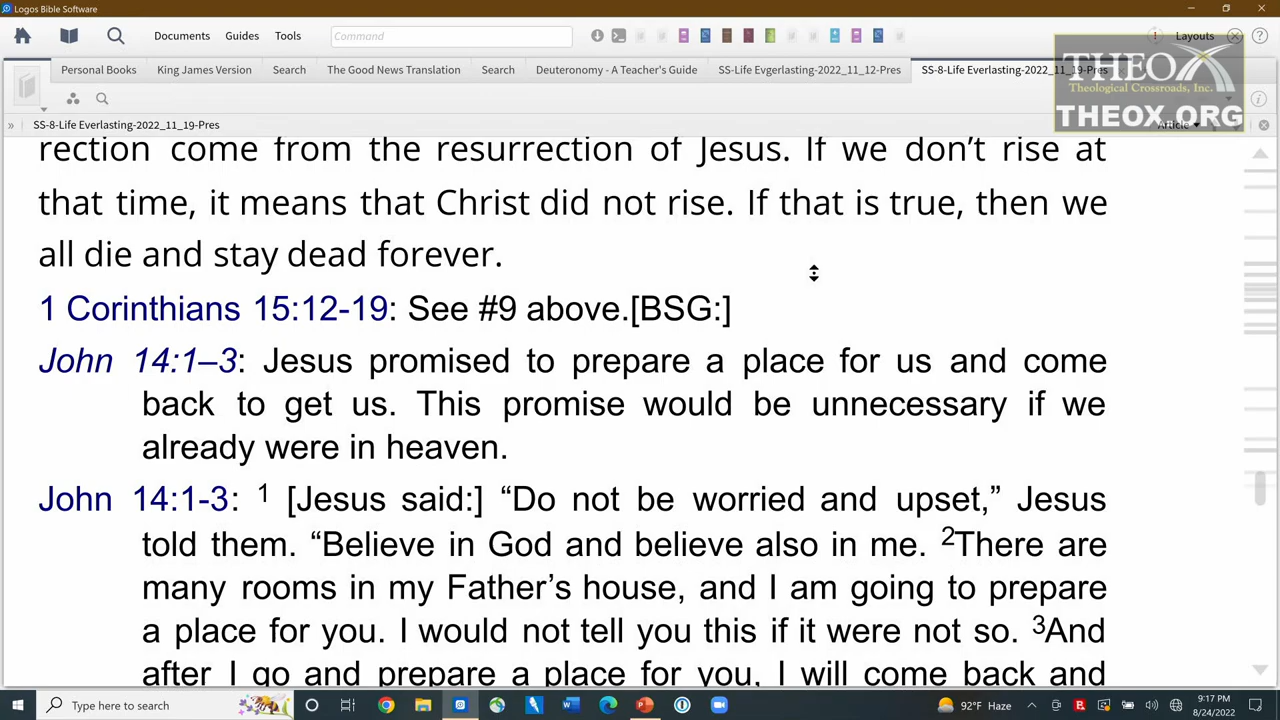 Logos Bible Software
Documents Guides Tools Command Layouts
Personal Books King James Version Search The Good News Translation Search Deuteronomy - A Teacher's Guide SS-Life Evgerlasting-2022_11_12-Pres SS-8-Life Everlasting-2022_11_19-Pres
THEOX
Theological Crossroads, Inc.
THEOX.ORG
SS-8-Life Everlasting-2022_11_19-Pres Article
rection come from the resurrection of Jesus. If we don't rise at
that time, it means that Christ did not rise. If that is true, then we
all die and stay dead forever.
1 Corinthians 15:12-19: See #9 above.[BSG:]
John 14:1–3: Jesus promised to prepare a place for us and come
back to get us. This promise would be unnecessary if we
already were in heaven.
John 14:1-3: 1 [Jesus said:] “Do not be worried and upset,” Jesus
told them. “Believe in God and believe also in me. 2There are
many rooms in my Father’s house, and I am going to prepare
a place for you. I would not tell you this if it were not so. 3And
after I go and prepare a place for you, I will come back and
Type here to search 92°F Haze 9:17 PM
8/24/2022